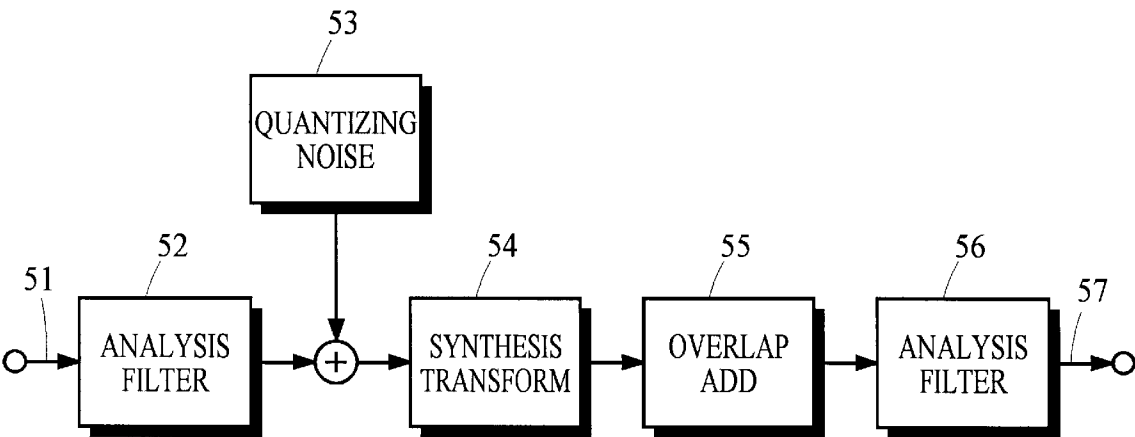 53
QUANTIZING
NOISE
51
52
54
55
56
57
ANALYSIS
FILTER
+
SYNTHESIS
TRANSFORM
OVERLAP
ADD
ANALYSIS
FILTER